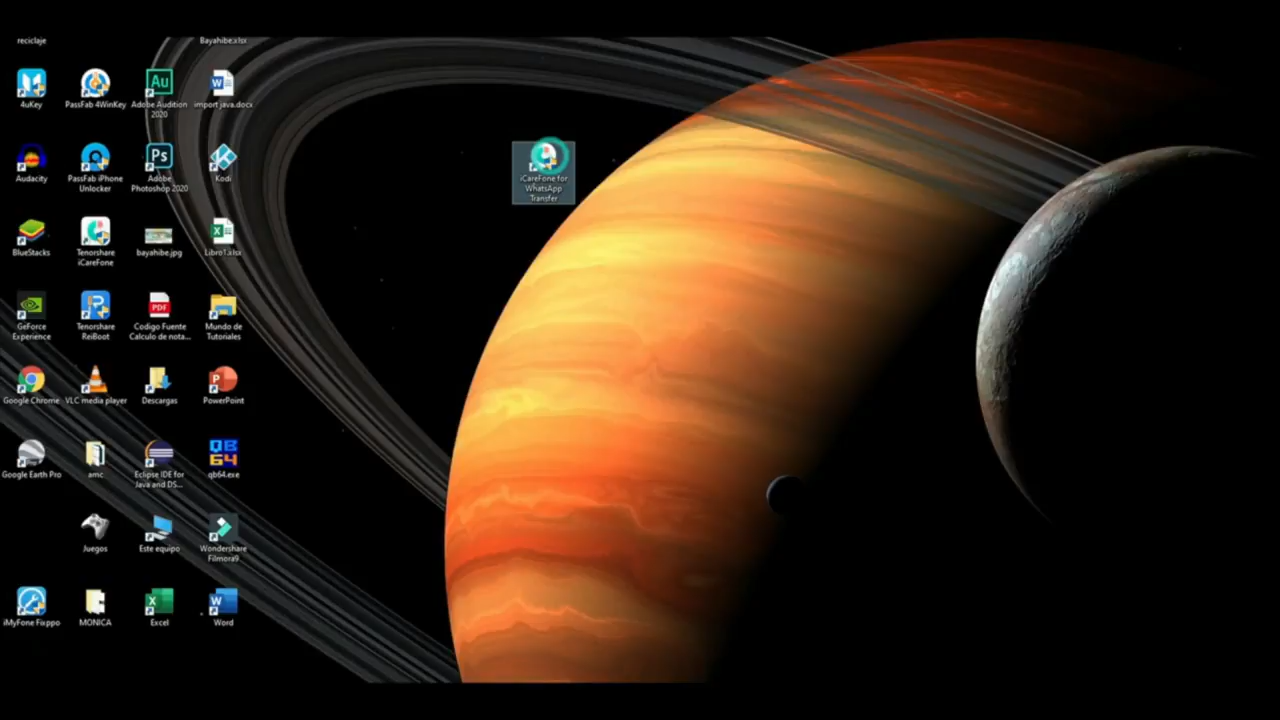 reciclaje
Bayahibe.xlsx
4uKey
PassFab 4WinKey
Adobe Audition
2020
import java.docx
Audacity
PassFab iPhone
Unlocker
Adobe
Photoshop 2020
Kodi
iCareFone for
WhatsApp
Transfer
BlueStacks
Tenorshare
iCareFone
bayahibe.jpg
Libro1.xlsx
GeForce
Experience
Tenorshare
ReiBoot
Codigo Fuente
Calculo de nota...
Mundo de
Tutoriales
Google Chrome
VLC media player
Descargas
PowerPoint
Google Earth Pro
amc
Eclipse IDE for
Java and DS...
qb64.exe
Juegos
Este equipo
Wondershare
Filmora9
iMyFone Fixppo
MONICA
Excel
Word